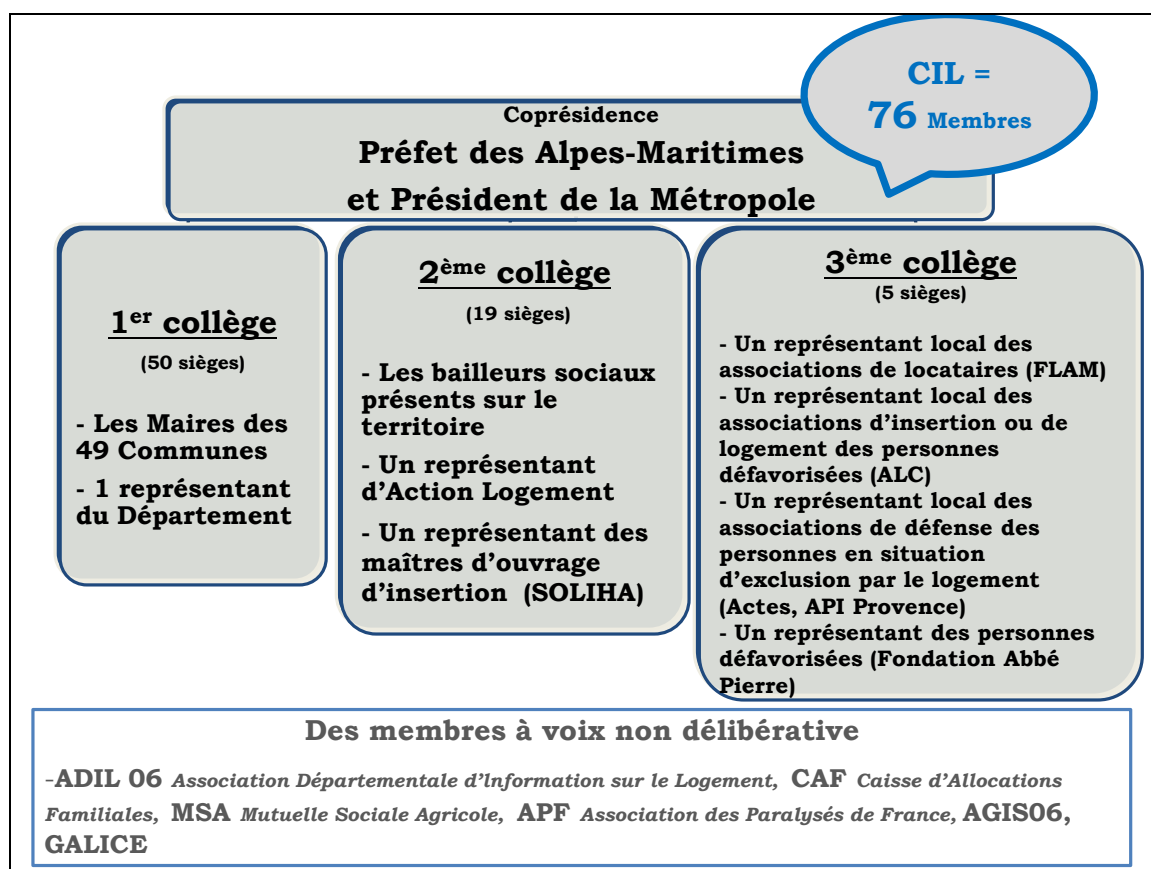 CIL =
76 Membres
Coprésidence
Préfet des Alpes-Maritimes
et Président de la Métropole
1er collège
(50 sièges)
- Les Maires des
49 Communes
- 1 représentant
du Département
2ème collège
(19 sièges)
- Les bailleurs sociaux
présents sur le
territoire
- Un représentant
d’Action Logement
- Un représentant des
maîtres d’ouvrage
d’insertion (SOLIHA)
3ème collège
(5 sièges)
- Un représentant local des
associations de locataires (FLAM)
- Un représentant local des
associations d’insertion ou de
logement des personnes
défavorisées (ALC)
- Un représentant local des
associations de défense des
personnes en situation
d’exclusion par le logement
(Actes, API Provence)
- Un représentant des personnes
défavorisées (Fondation Abbé
Pierre)
Des membres à voix non délibérative
-ADIL 06 Association Départementale d’Information sur le Logement, CAF Caisse d’Allocations
Familiales, MSA Mutuelle Sociale Agricole, APF Association des Paralysés de France, AGIS06,
GALICE